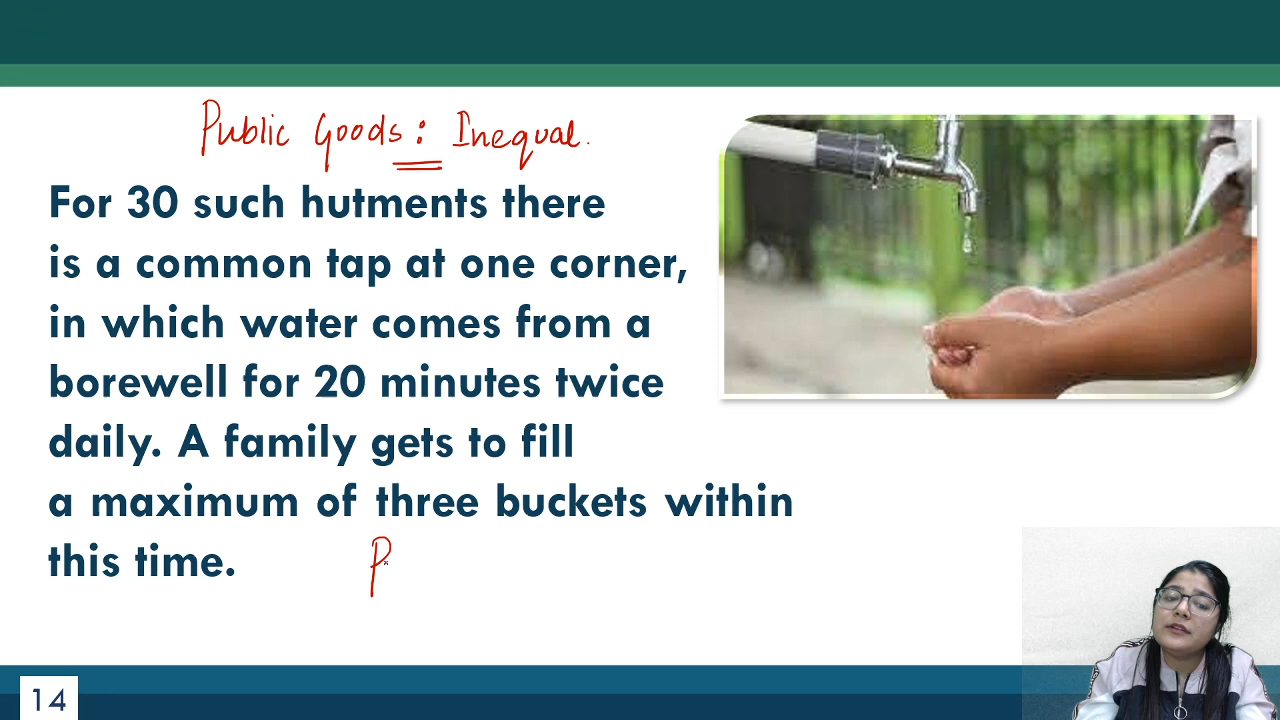 Public Goods: Inequal.
For 30 such hutments there
is a common tap at one corner,
in which water comes from a
borewell for 20 minutes twice
daily. A family gets to fill
a maximum of three buckets within
this time.
P
14